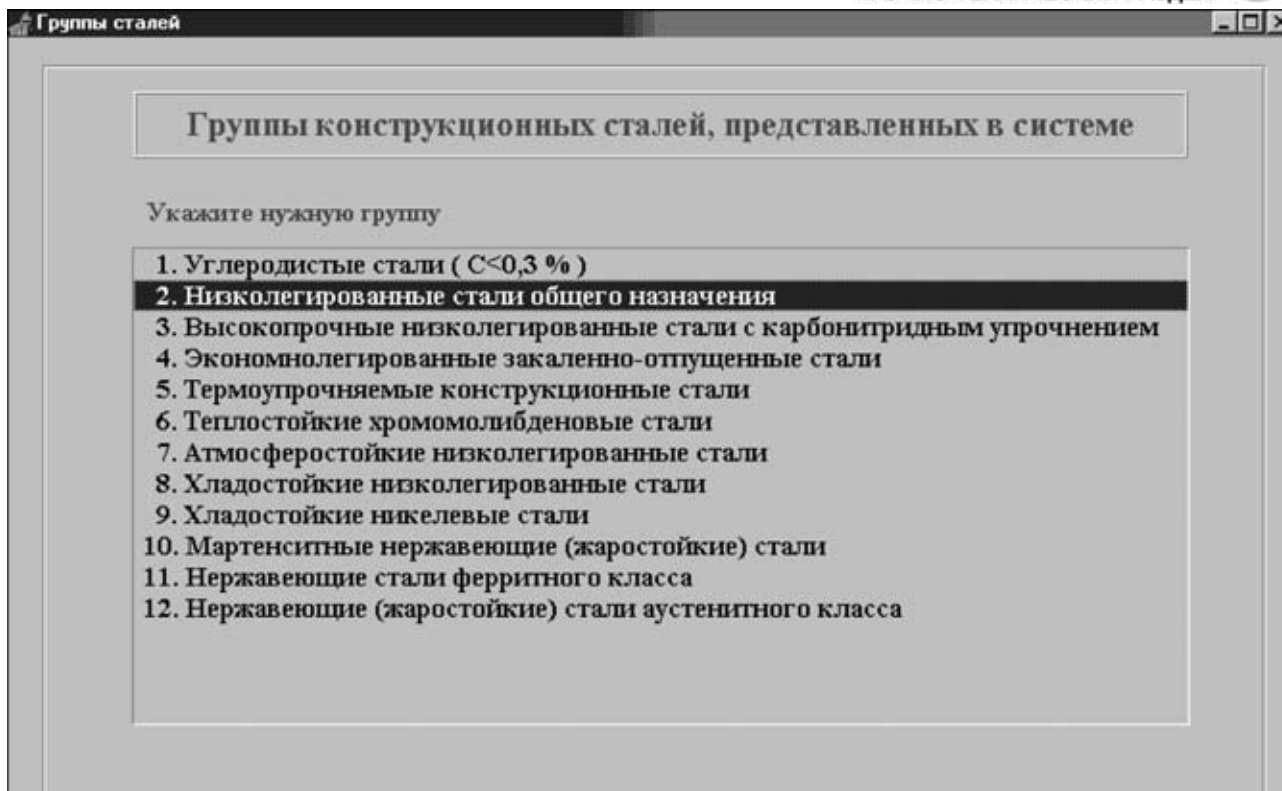 Группы сталей
Группы конструкционных сталей, представленных в системе
Укажите нужную группу
1. Углеродистые стали ( С<0,3 % )
2. Низколегированные стали общего назначения
3. Высокопрочные низколегированные стали с карбонитридным упрочнением
4. Экономнолегированные закаленно-отпущенные стали
5. Термоупрочняемые конструкционные стали
6. Теплостойкие хромомолибденовые стали
7. Атмосферостойкие низколегированные стали
8. Хладостойкие низколегированные стали
9. Хладостойкие никелевые стали
10. Мартенситные нержавеющие (жаростойкие) стали
11. Нержавеющие стали ферритного класса
12. Нержавеющие (жаростойкие) стали аустенитного класса